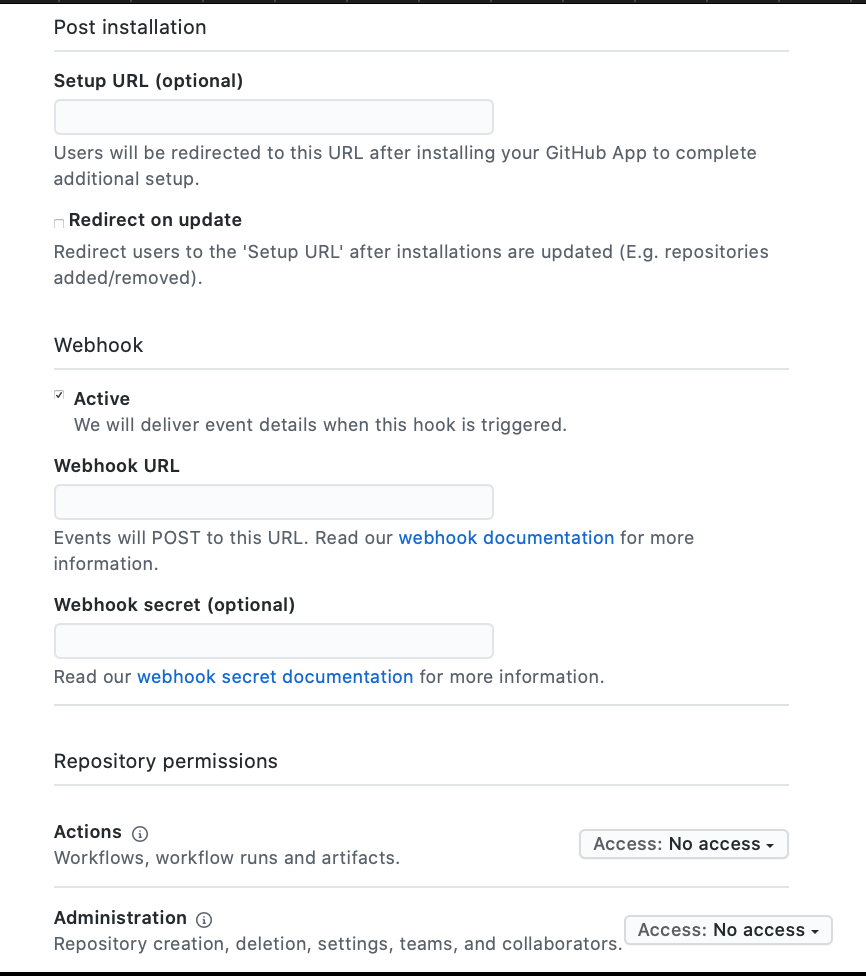 Post installation
Setup URL (optional)
Users will be redirected to this URL after installing your GitHub App to complete
additional setup.
Redirect on update
Redirect users to the 'Setup URL' after installations are updated (E.g. repositories
added/removed).
Webhook
Active
We will deliver event details when this hook is triggered.
Webhook URL
Events will POST to this URL. Read our webhook documentation for more
information.
Webhook secret (optional)
Read our webhook secret documentation for more information.
Repository permissions
Actions
Access: No access
Workflows, workflow runs and artifacts.
Administration
Access: No access
Repository creation, deletion, settings, teams, and collaborators.